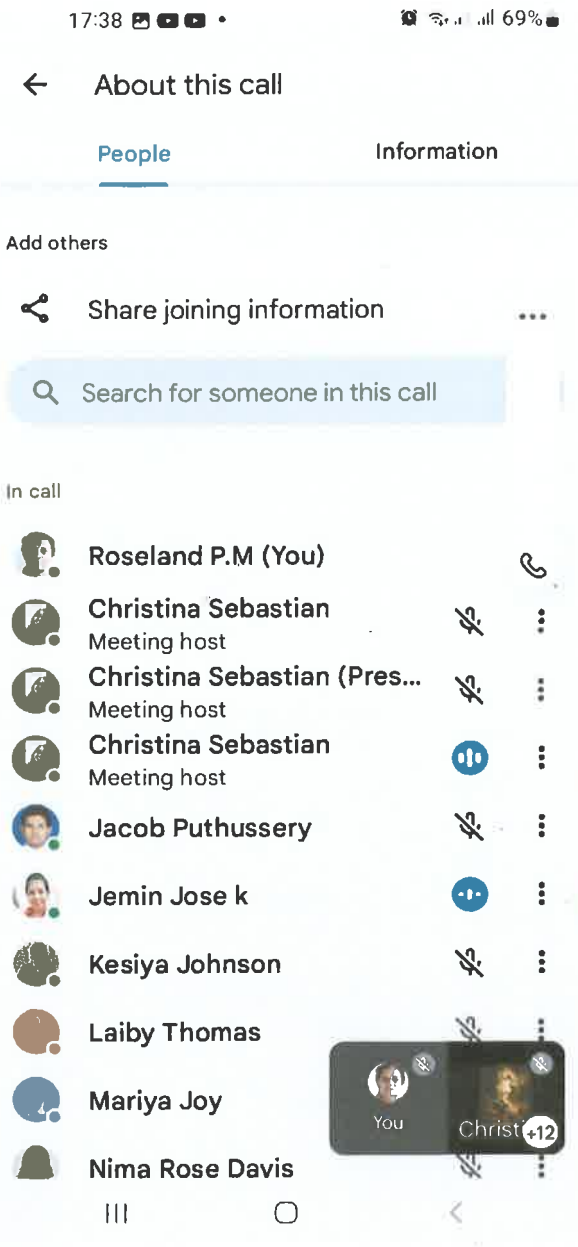 17:38
69%
About this call
People
Information
Add others
Share joining information
Search for someone in this call
In call
Roseland P.M (You)
Christina Sebastian
Meeting host
Christina Sebastian (Pres...
Meeting host
Christina Sebastian
Meeting host
Jacob Puthussery
Jemin Jose k
Kesiya Johnson
Laiby Thomas
Mariya Joy
You
Christi
+12
Nima Rose Davis